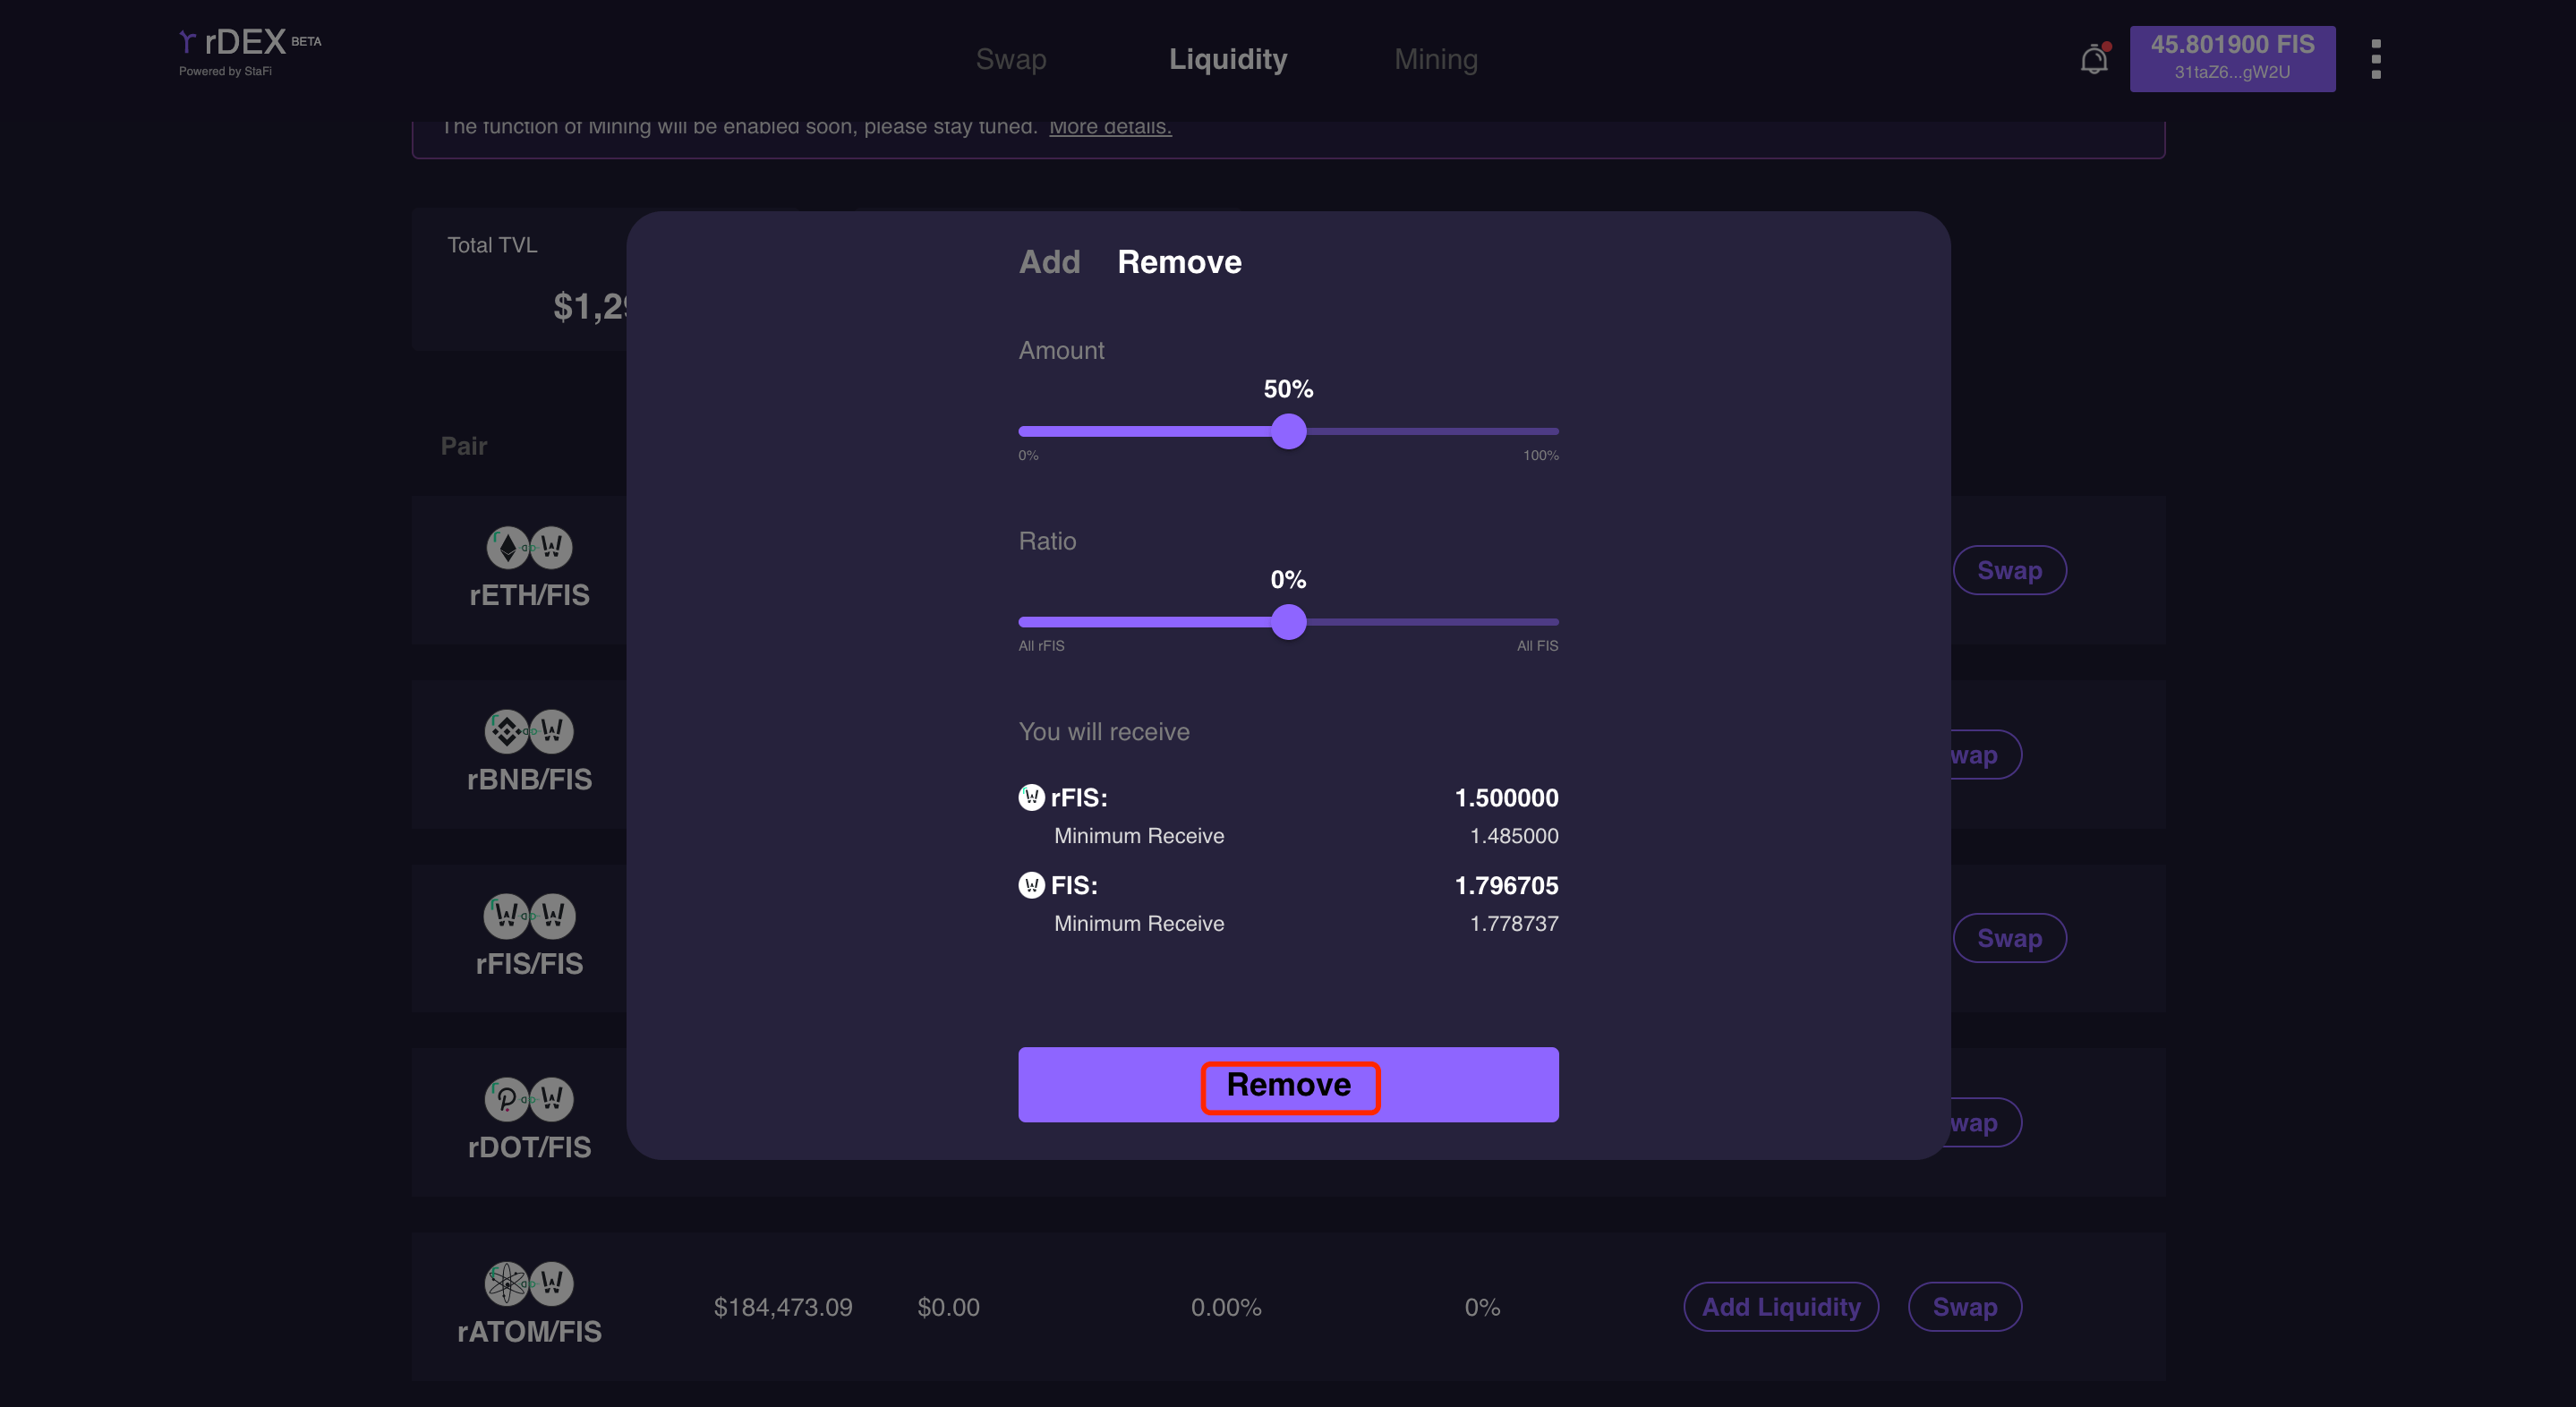 rDEX BETA
Powered by StaFi
Swap
Liquidity
Mining
45.801900 FIS
31taZ6...gW2U
The function of Mining will be enabled soon, please stay tuned. More details.
Total TVL
$1,29
Add
Remove
Amount
50%
0%
100%
Ratio
0%
All rFIS
All FIS
You will receive
rFIS:
1.500000
Minimum Receive
1.485000
FIS:
1.796705
Minimum Receive
1.778737
Remove
Pair
rETH/FIS
Swap
rBNB/FIS
wap
rFIS/FIS
Swap
rDOT/FIS
wap
rATOM/FIS
$184,473.09
$0.00
0.00%
0%
Add Liquidity
Swap